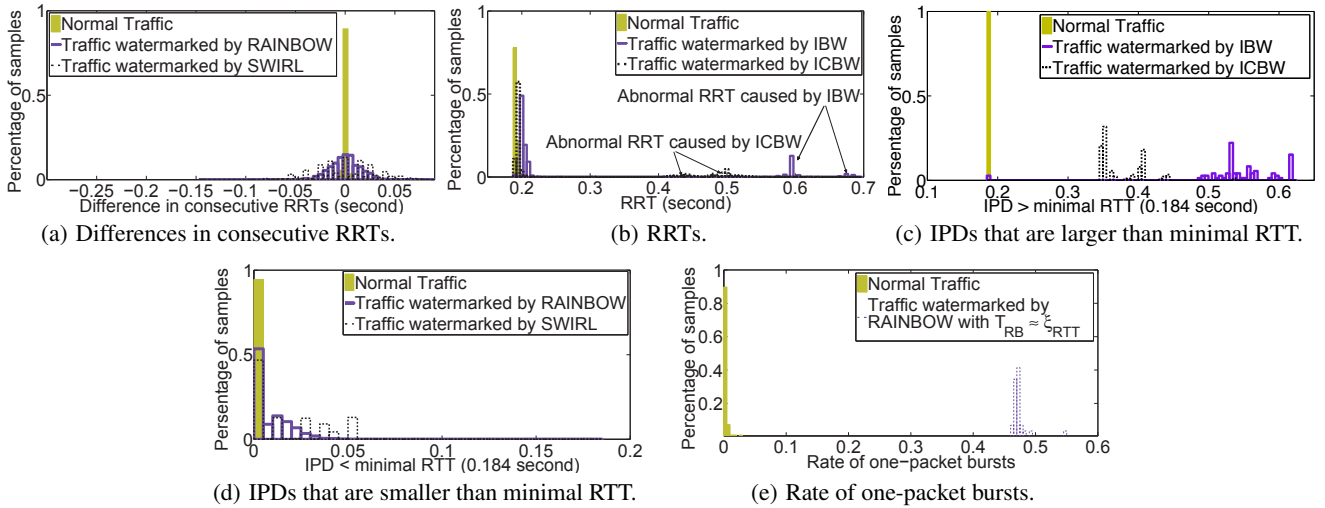 Normal Traffic
Traffic watermarked by RAINBOW
Traffic watermarked by SWIRL
Percentage of samples
1
0.5
0
−0.25 −0.2 −0.15 −0.1 −0.05 0 0.05
Difference in consecutive RRTs (second)
(a) Differences in consecutive RRTs.
Normal Traffic
Traffic watermarked by IBW
Traffic watermarked by ICBW
Abnormal RRT caused by IBW
Abnormal RRT caused by ICBW
Percentage of samples
1
0.5
0
0.2 0.3 0.4 0.5 0.6 0.7
RRT (second)
(b) RRTs.
Normal Traffic
Traffic watermarked by IBW
Traffic watermarked by ICBW
Persentage of samples
1
0.5
0
0.1 0.2 0.3 0.4 0.5 0.6
IPD > minimal RTT (0.184 second)
(c) IPDs that are larger than minimal RTT.
Normal Traffic
Traffic watermarked by RAINBOW
Traffic watermarked by SWIRL
Persentage of samples
1
0.5
0
0 0.05 0.1 0.15 0.2
IPD < minimal RTT (0.184 second)
(d) IPDs that are smaller than minimal RTT.
Normal Traffic
Traffic watermarked by
RAINBOW with T_RB ≈ ξ_RTT
Percentage of samples
1
0.8
0.6
0.4
0.2
0 0.1 0.2 0.3 0.4 0.5 0.6
Rate of one−packet bursts
(e) Rate of one-packet bursts.